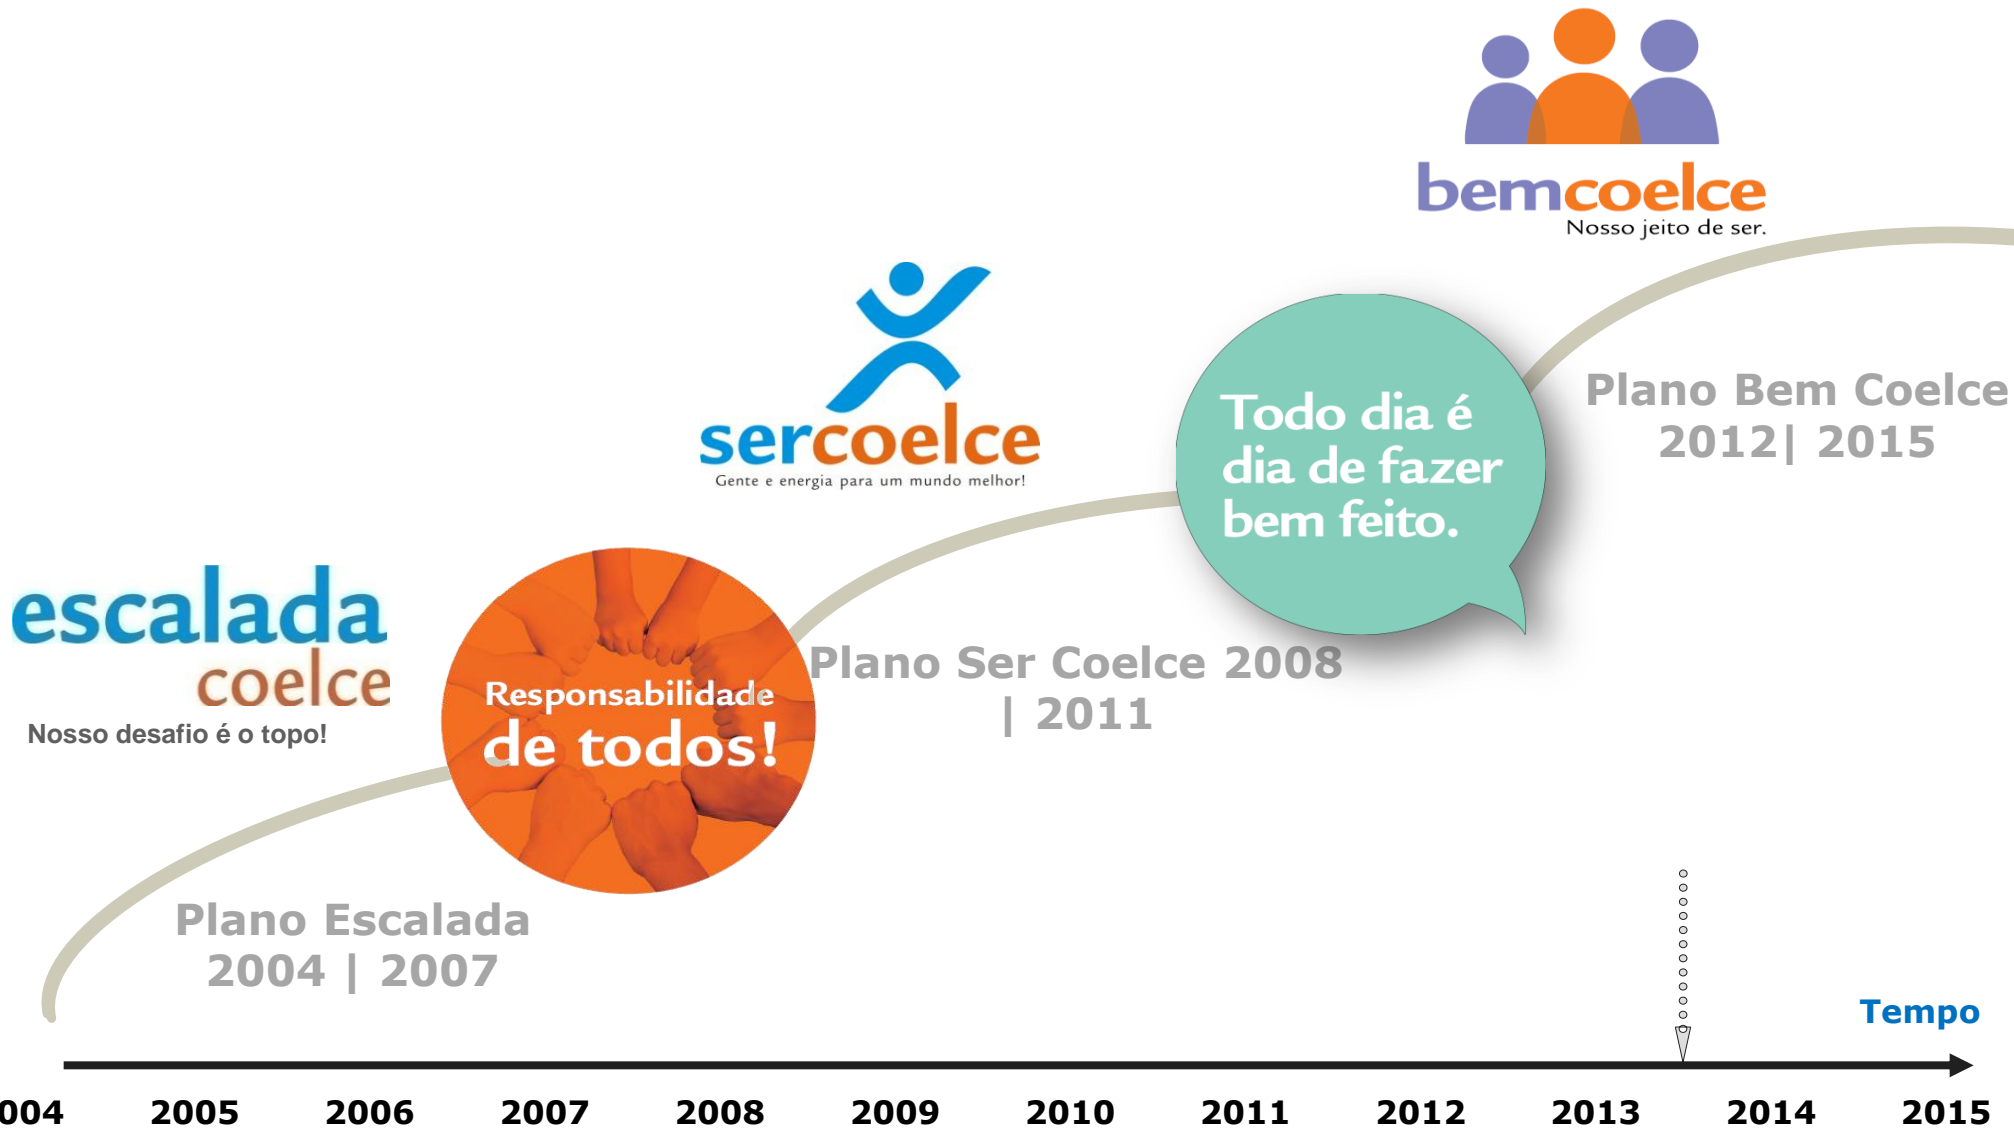 bemcoelce
Nosso jeito de ser.
sercoelce
Gente e energia para um mundo melhor!
Todo dia é
dia de fazer
bem feito.
Plano Bem Coelce
2012| 2015
escalada
coelce
Nosso desafio é o topo!
Responsabilidade
de todos!
Plano Ser Coelce 2008
| 2011
Plano Escalada
2004 | 2007
Tempo
004 2005 2006 2007 2008 2009 2010 2011 2012 2013 2014 2015